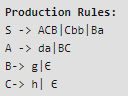 Production Rules:
S -> ACB|Cbb|Ba
A -> da|BC
B-> g|Є
C-> h| Є